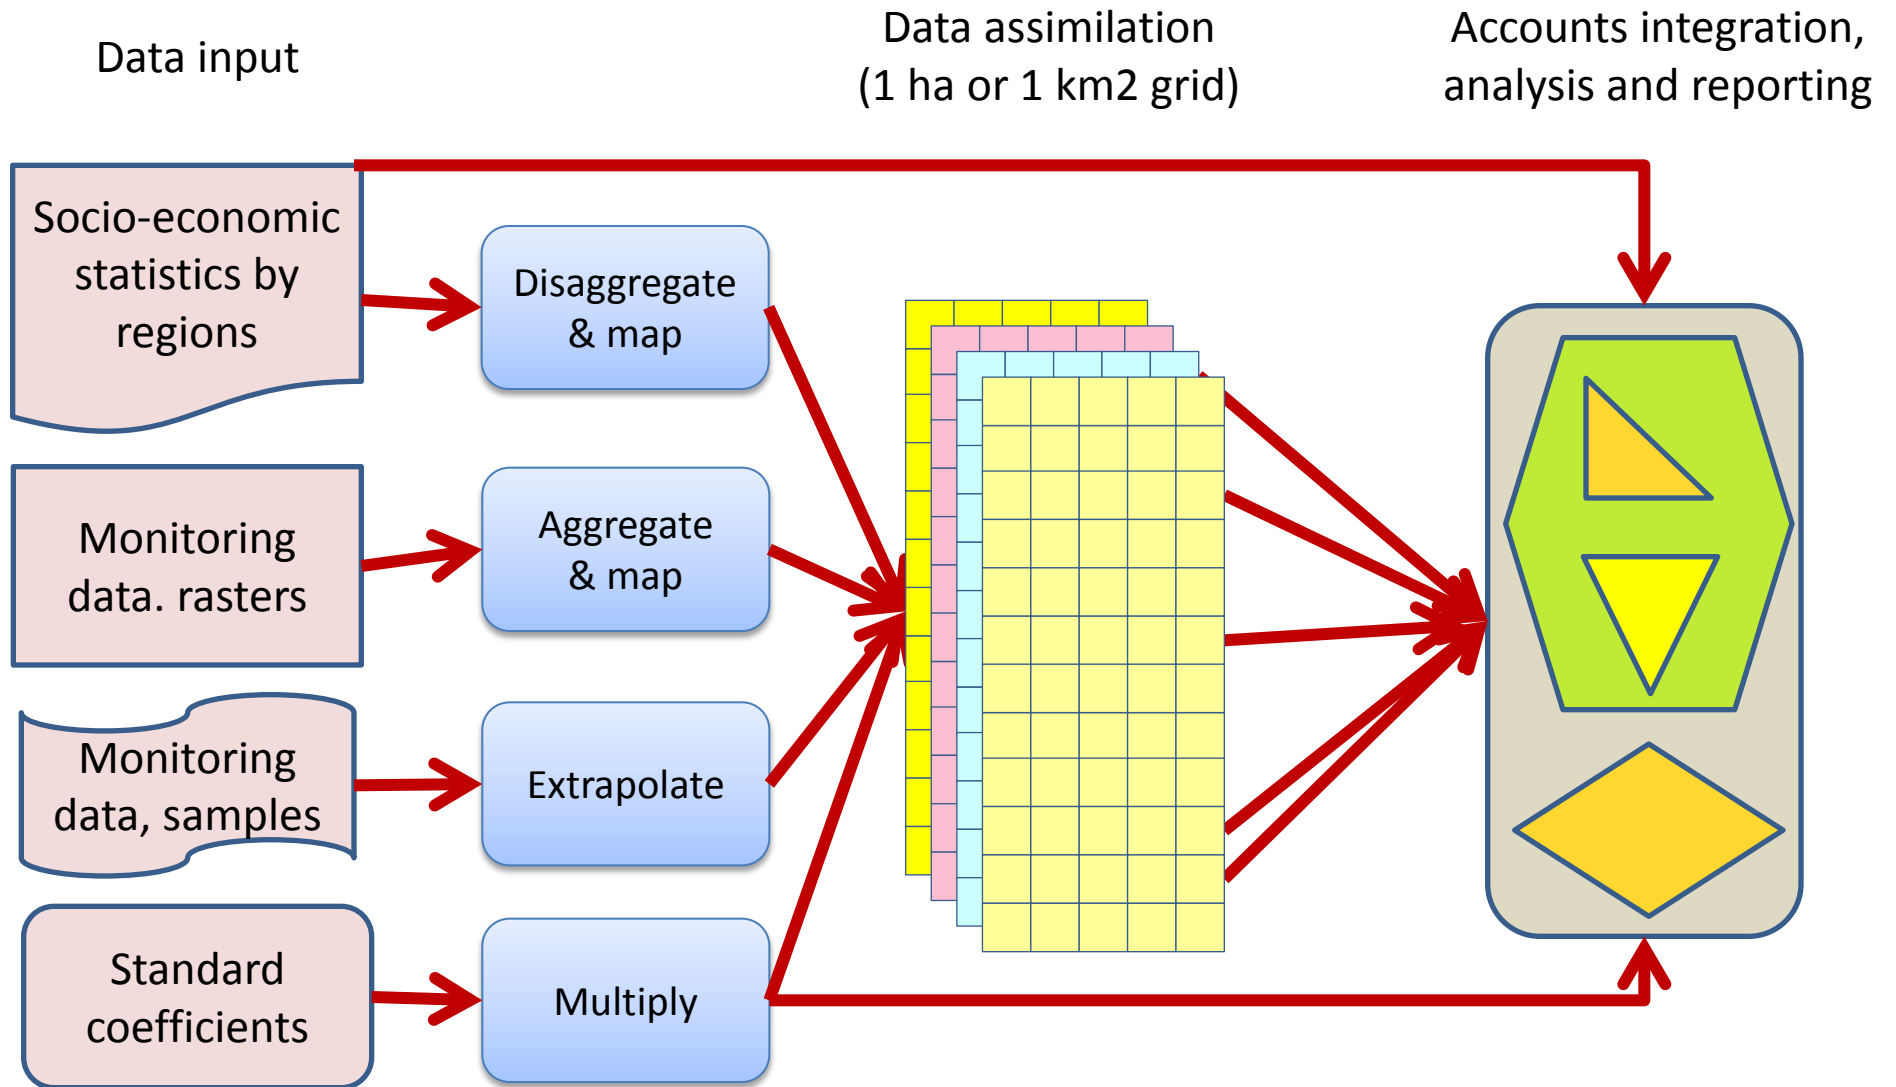 Data input
Data assimilation
(1 ha or 1 km2 grid)
Accounts integration,
analysis and reporting
Socio-economic
statistics by
regions
Disaggregate
& map
Monitoring
data. rasters
Aggregate
& map
Monitoring
data, samples
Extrapolate
Standard
coefficients
Multiply